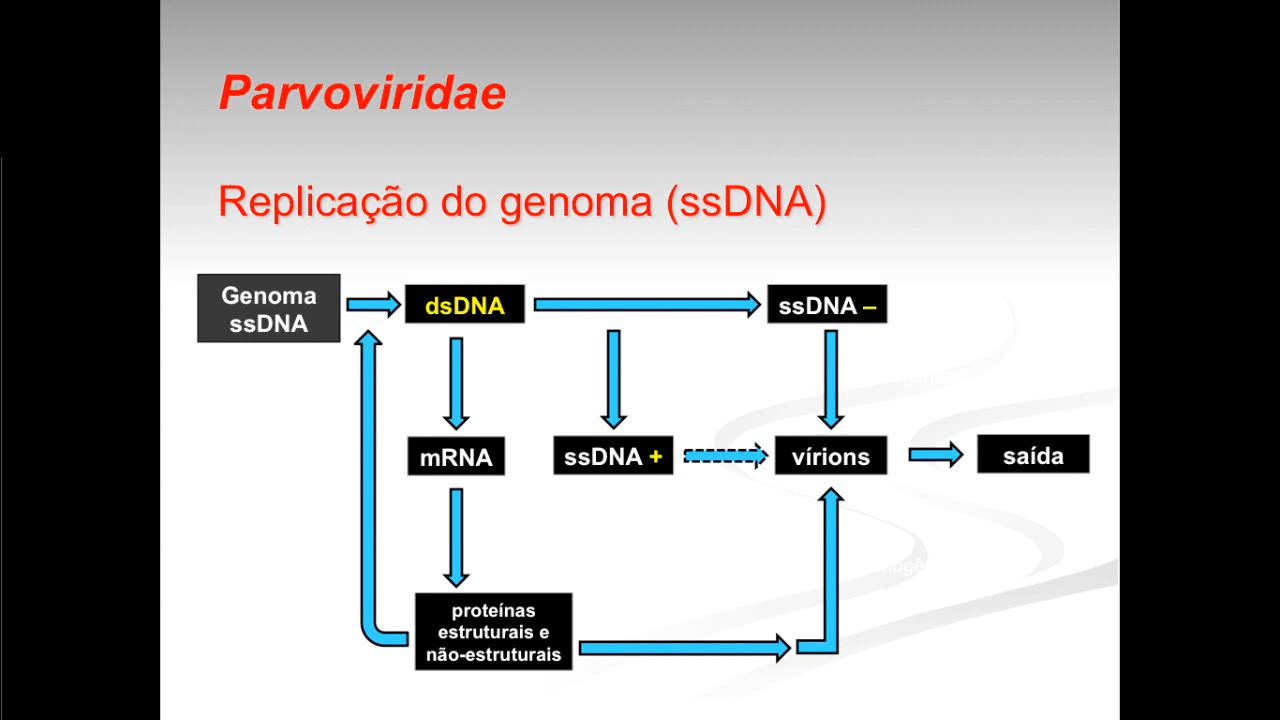 Parvoviridae
Replicação do genoma (ssDNA)
Genoma
ssDNA
dsDNA
ssDNA –
mRNA
ssDNA +
vírions
saída
proteínas
estruturais e
não-estruturais